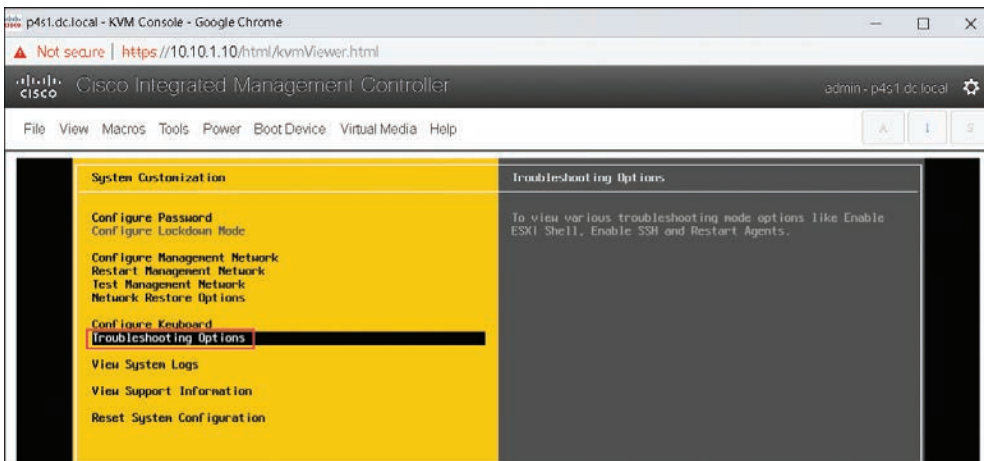 p4s1.dc.local - KVM Console - Google Chrome
Not secure | https://10.10.1.10/html/kvmViewer.html
CISCO
Cisco Integrated Management Controller
admin - p4s1.dc.local
File View Macros Tools Power Boot Device Virtual Media Help
A 1 S
System Customization
Configure Password
Configure Lockdown Mode
Configure Management Network
Restart Management Network
Test Management Network
Network Restore Options
Configure Keyboard
Troubleshooting Options
View System Logs
View Support Information
Reset System Configuration
Troubleshooting Options
To view various troubleshooting mode options like Enable
ESXi Shell, Enable SSH and Restart Agents.